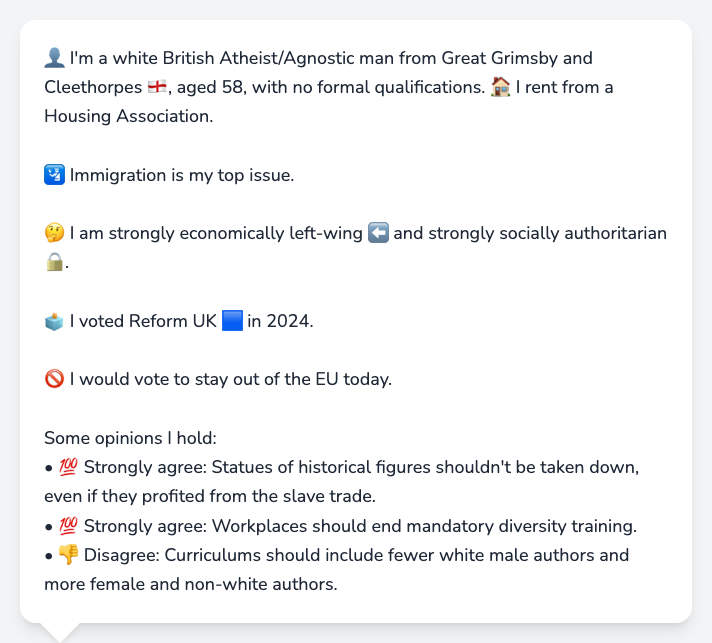 👤 I'm a white British Atheist/Agnostic man from Great Grimsby and
Cleethorpes 🏴󠁧󠁢󠁥󠁮󠁧󠁿, aged 58, with no formal qualifications. 🏠 I rent from a
Housing Association.
🛂 Immigration is my top issue.
🤔 I am strongly economically left-wing ⬅️ and strongly socially authoritarian
🔒.
🗳️ I voted Reform UK 🟦 in 2024.
🚫 I would vote to stay out of the EU today.
Some opinions I hold:
• 💯 Strongly agree: Statues of historical figures shouldn't be taken down,
even if they profited from the slave trade.
• 💯 Strongly agree: Workplaces should end mandatory diversity training.
• 👎 Disagree: Curriculums should include fewer white male authors and
more female and non-white authors.